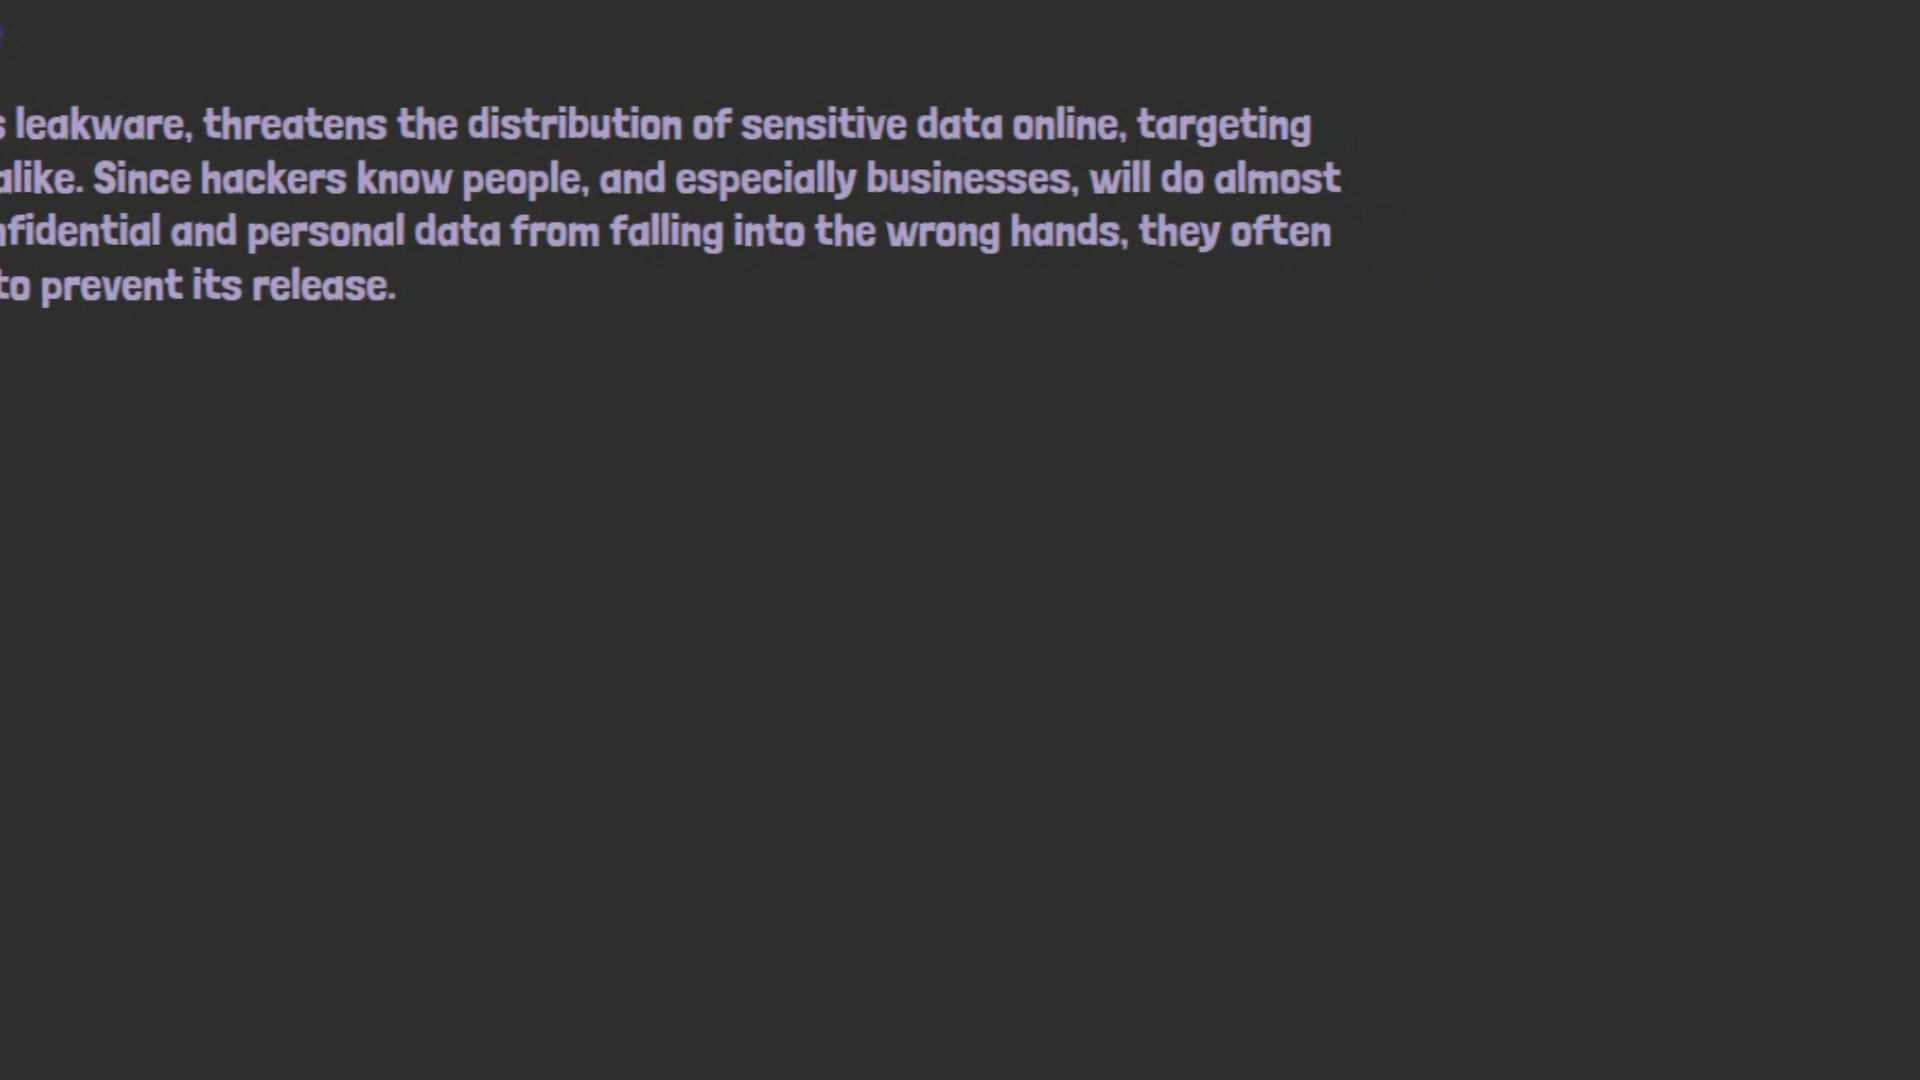 leakware, threatens the distribution of sensitive data online, targeting
alike. Since hackers know people, and especially businesses, will do almost
nfidential and personal data from falling into the wrong hands, they often
to prevent its release.